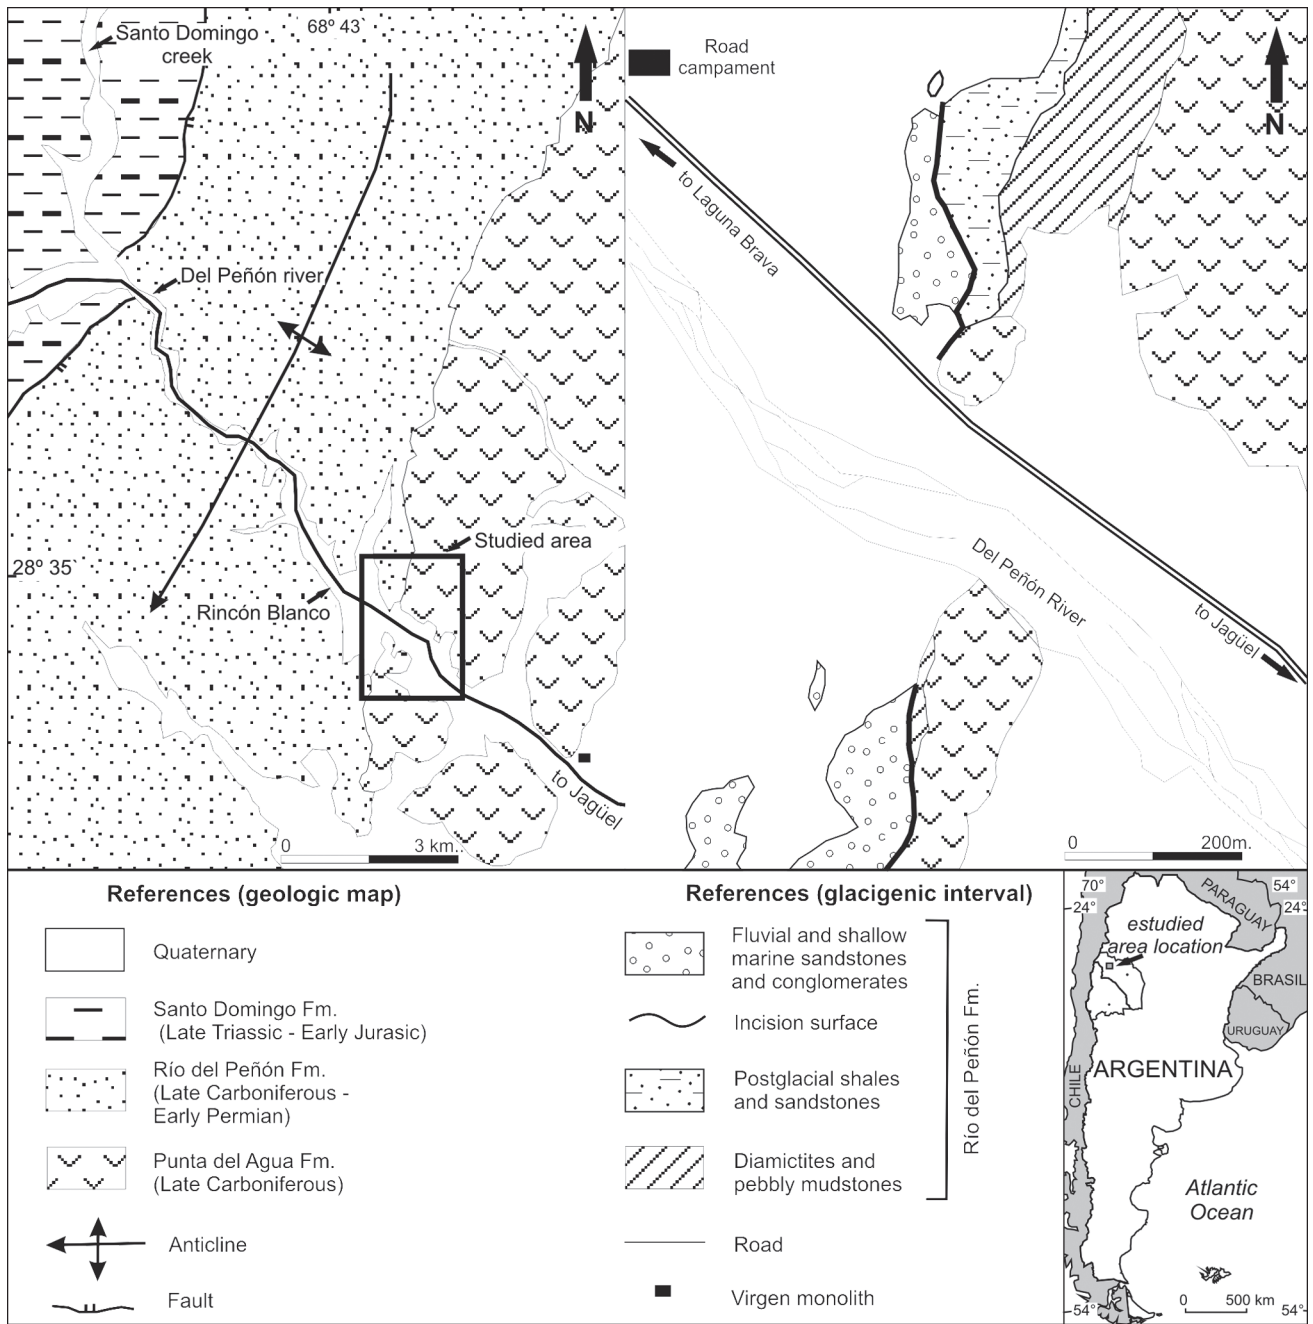 Santo Domingo
creek
68° 43'
N
Del Peñón river
Studied area
28° 35'
Rincón Blanco
to Jagüel
0 3 km.
Road
campament
N
to Laguna Brava
Del Peñón River
to Jagüel
0 200m.
References (geologic map)
Quaternary
Santo Domingo Fm.
(Late Triassic - Early Jurasic)
Río del Peñón Fm.
(Late Carboniferous -
Early Permian)
Punta del Agua Fm.
(Late Carboniferous)
Anticline
Fault
References (glacigenic interval)
Fluvial and shallow
marine sandstones
and conglomerates
Incision surface
Postglacial shales
and sandstones
Diamictites and
pebbly mudstones
Río del Peñón Fm.
Road
Virgen monolith
70°
24°
PARAGUAY
54°
24°
estudied
area location
BRASIL
URUGUAY
ARGENTINA
CHILE
Atlantic
Ocean
0 500 km
54°
54°